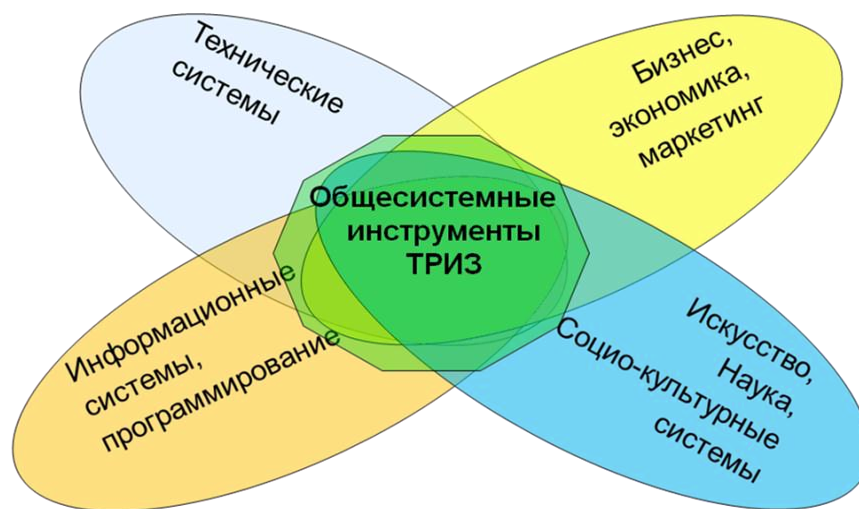 Технические
системы
Бизнес,
экономика,
маркетинг
Общесистемные
инструменты
ТРИЗ
Информационные
системы,
программирование
Искусство,
Наука,
Социо-культурные
системы